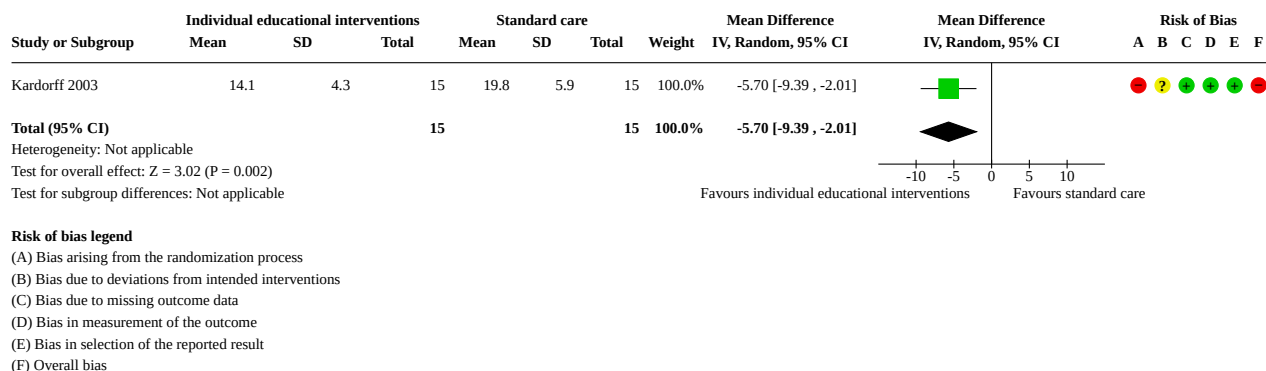 Individual educational interventions Standard care Mean Difference Mean Difference Risk of Bias
Study or Subgroup Mean SD Total Mean SD Total Weight IV, Random, 95% CI IV, Random, 95% CI A B C D E F
Kardorff 2003 14.1 4.3 15 19.8 5.9 15 100.0% -5.70 [-9.39 , -2.01] − ? + + + −
Total (95% CI) 15 15 100.0% -5.70 [-9.39 , -2.01]
Heterogeneity: Not applicable
Test for overall effect: Z = 3.02 (P = 0.002) -10 -5 0 5 10
Test for subgroup differences: Not applicable Favours individual educational interventions Favours standard care
Risk of bias legend
(A) Bias arising from the randomization process
(B) Bias due to deviations from intended interventions
(C) Bias due to missing outcome data
(D) Bias in measurement of the outcome
(E) Bias in selection of the reported result
(F) Overall bias